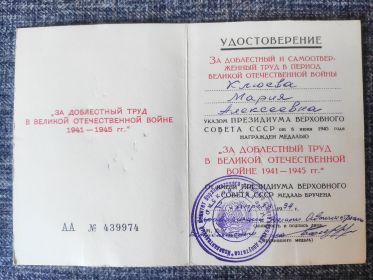 „ЗА ДОБЛЕСТНЫЙ ТРУД
В ВЕЛИКОЙ ОТЕЧЕСТВЕННОЙ ВОЙНЕ
1941—1945 гг."
АА № 439974
УДОСТОВЕРЕНИЕ
ЗА ДОБЛЕСТНЫЙ И САМООТВЕР-
ЖЕННЫЙ ТРУД В ПЕРИОД
ВЕЛИКОЙ ОТЕЧЕСТВЕННОЙ ВОЙНЫ
Клюева
Мария
Алексеевна
УКАЗОМ ПРЕЗИДИУМА ВЕРХОВНОГО
СОВЕТА СССР от 6 июня 1945 года
НАГРАЖДЕН МЕДАЛЬЮ
„ЗА ДОБЛЕСТНЫЙ ТРУД
В ВЕЛИКОЙ ОТЕЧЕСТВЕННОЙ
ВОЙНЕ 1941—1945 гг."
ПРЕЗИДИУМА ВЕРХОВНОГО
СОВЕТА СССР МЕДАЛЬ ВРУЧЕНА